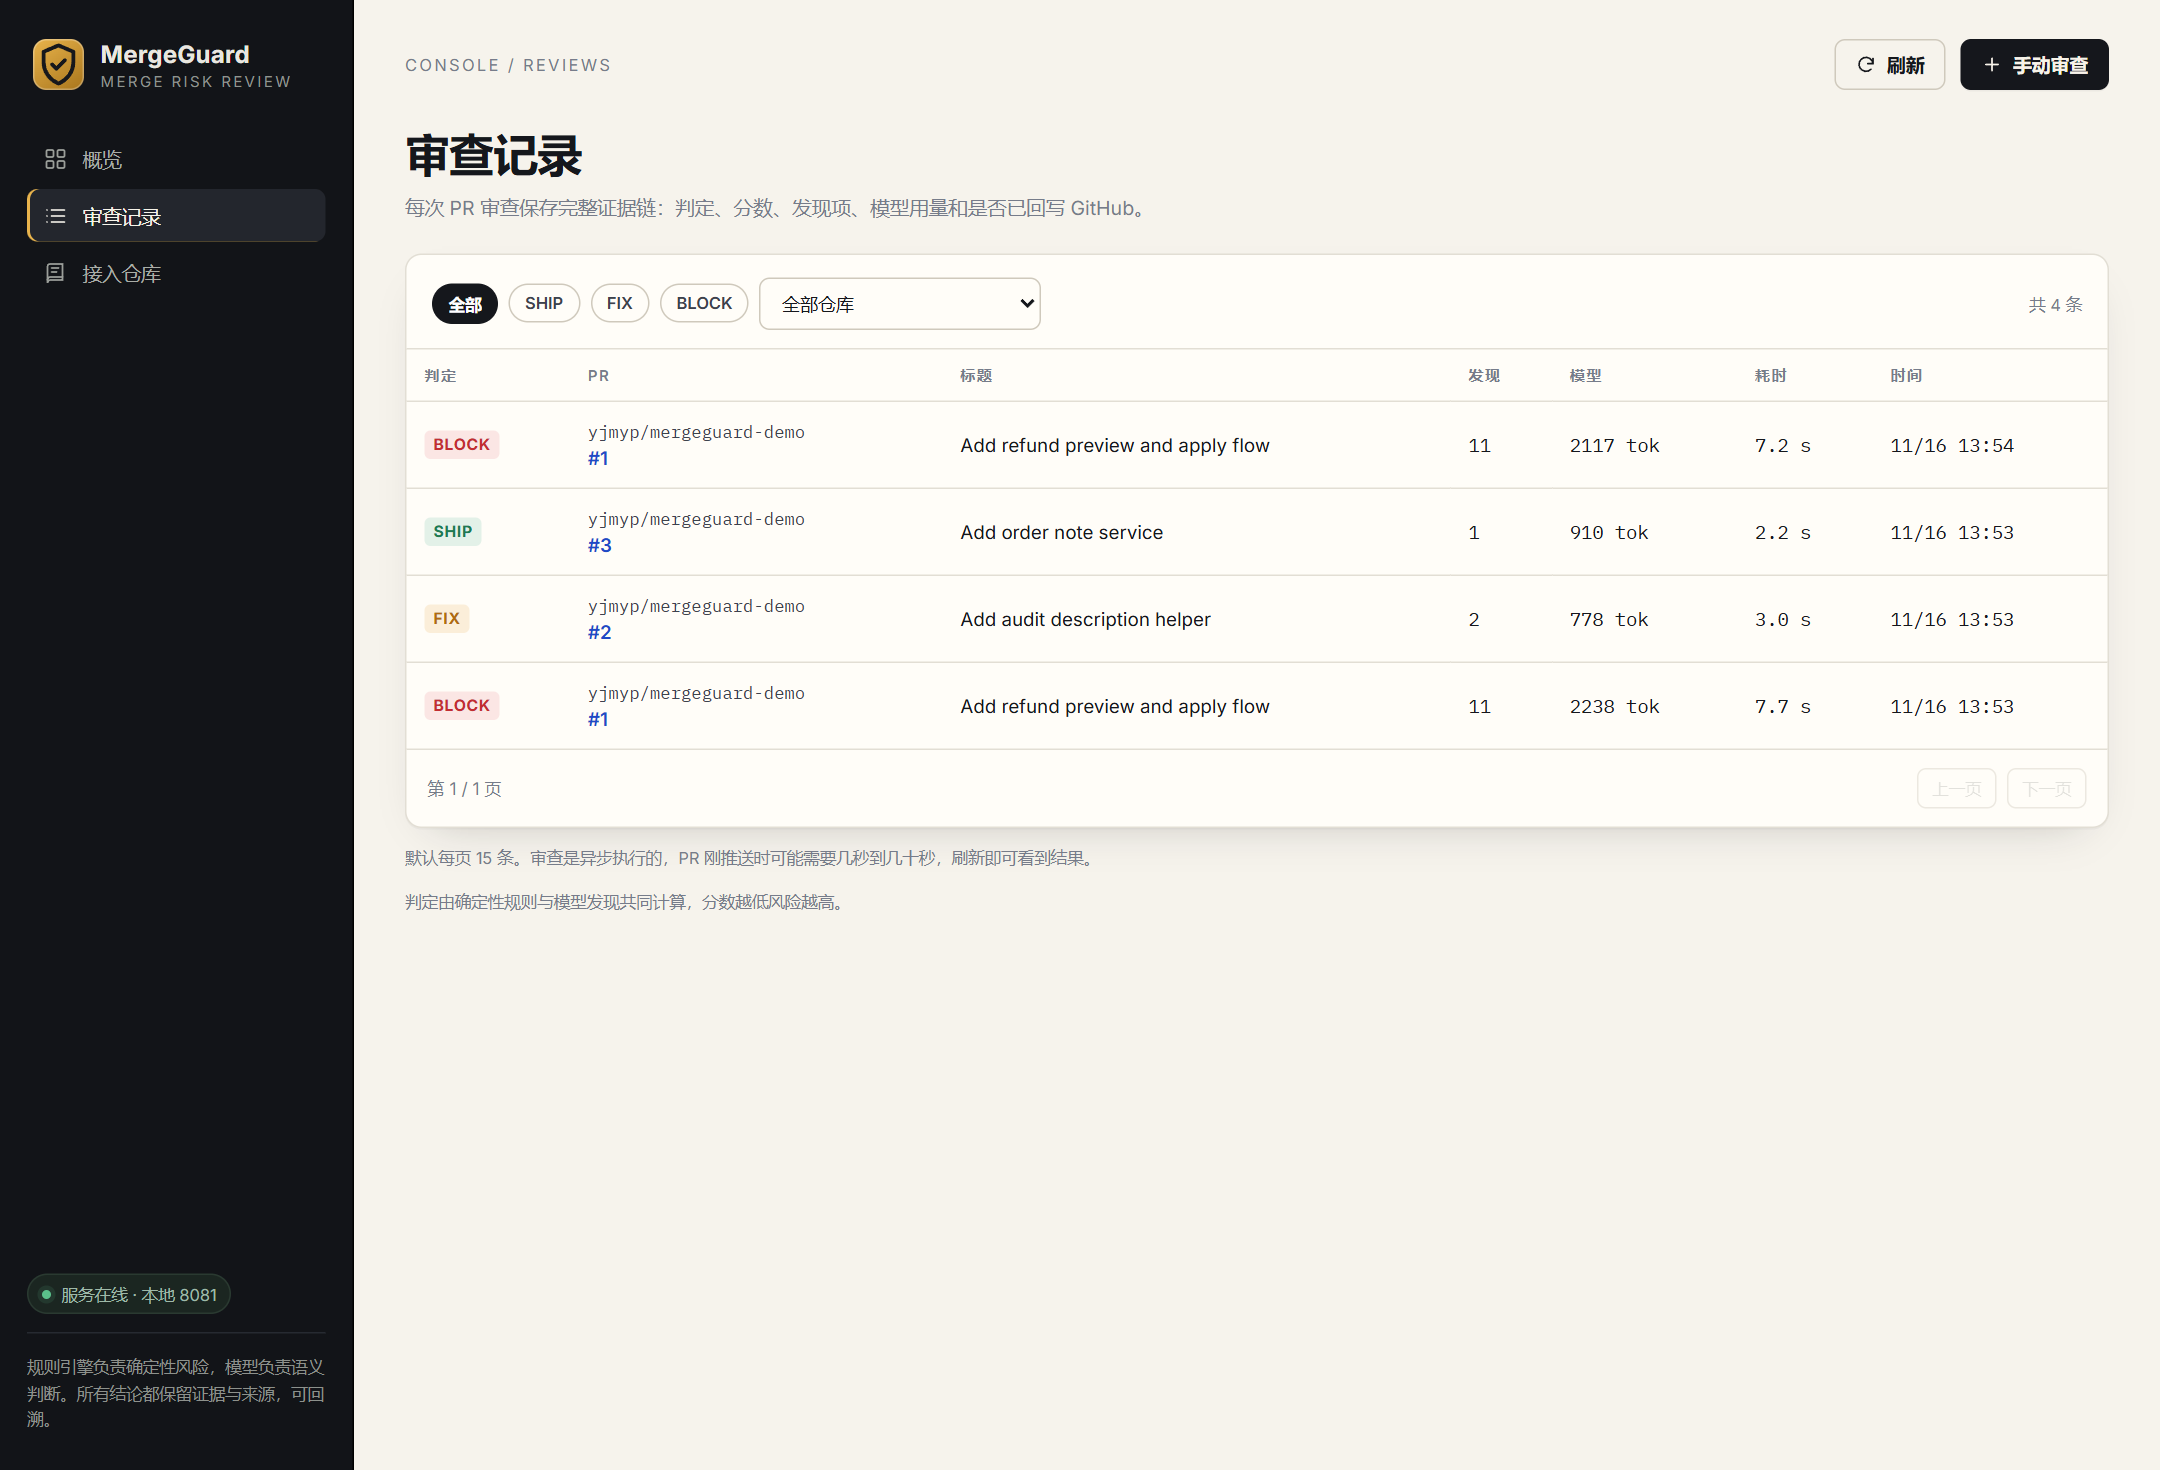 MergeGuard
MERGE RISK REVIEW
概览
审查记录
接入仓库
服务在线 · 本地 8081
规则引擎负责确定性风险，模型负责语义
判断。所有结论都保留证据与来源，可回
溯。
CONSOLE / REVIEWS
刷新
手动审查
审查记录
每次 PR 审查保存完整证据链：判定、分数、发现项、模型用量和是否已回写 GitHub。
全部 SHIP FIX BLOCK 全部仓库 共 4 条
判定 PR 标题 发现 模型 耗时 时间
BLOCK yjmyp/mergeguard-demo #1 Add refund preview and apply flow 11 2117 tok 7.2 s 11/16 13:54
SHIP yjmyp/mergeguard-demo #3 Add order note service 1 910 tok 2.2 s 11/16 13:53
FIX yjmyp/mergeguard-demo #2 Add audit description helper 2 778 tok 3.0 s 11/16 13:53
BLOCK yjmyp/mergeguard-demo #1 Add refund preview and apply flow 11 2238 tok 7.7 s 11/16 13:53
第 1 / 1 页 上一页 下一页
默认每页 15 条。审查是异步执行的，PR 刚推送时可能需要几秒到几十秒，刷新即可看到结果。
判定由确定性规则与模型发现共同计算，分数越低风险越高。